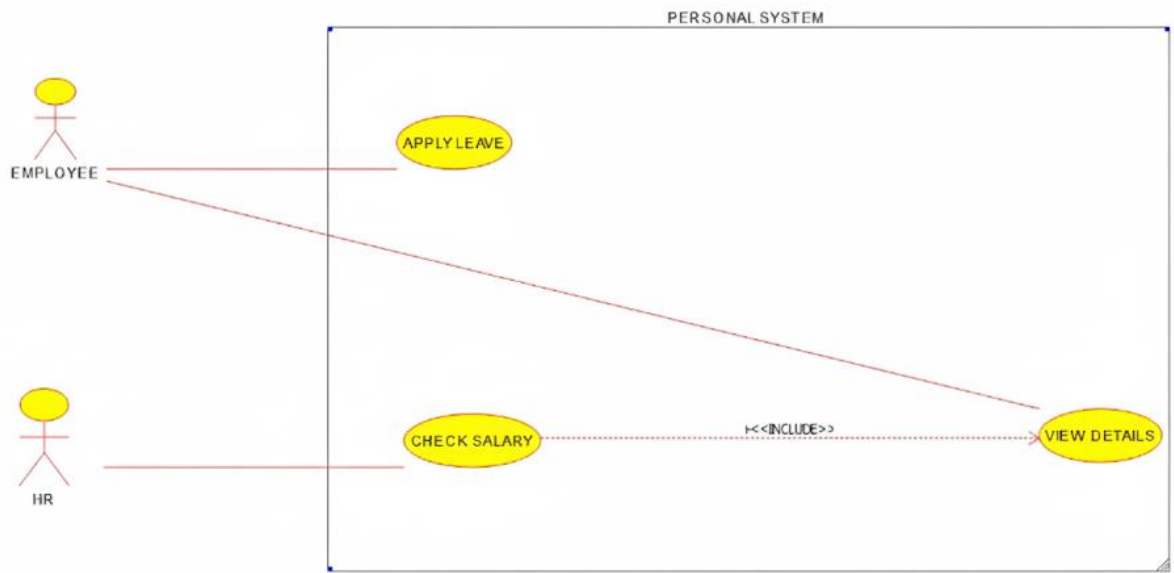 PERSONAL SYSTEM
APPLY LEAVE
EMPLOYEE
CHECK SALARY
<<INCLUDE>>
VIEW DETAILS
HR